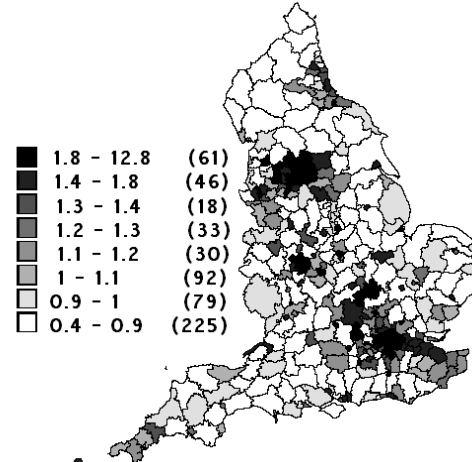 1.8 - 12.8 (61)
1.4 - 1.8 (46)
1.3 - 1.4 (18)
1.2 - 1.3 (33)
1.1 - 1.2 (30)
1 - 1.1 (92)
0.9 - 1 (79)
0.4 - 0.9 (225)